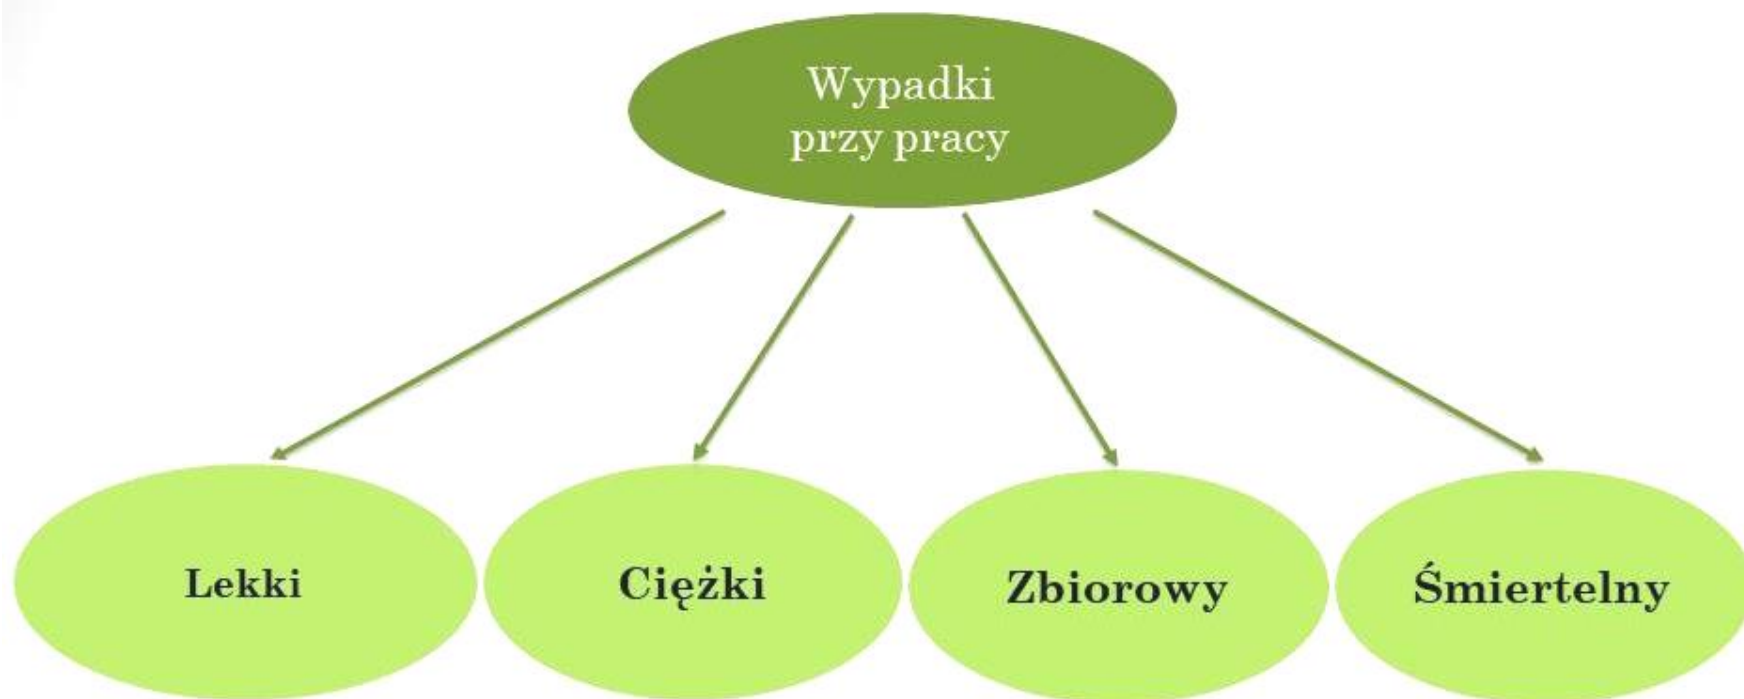 Wypadki
przy pracy
Lekki
Ciężki
Zbiorowy
Śmiertelny